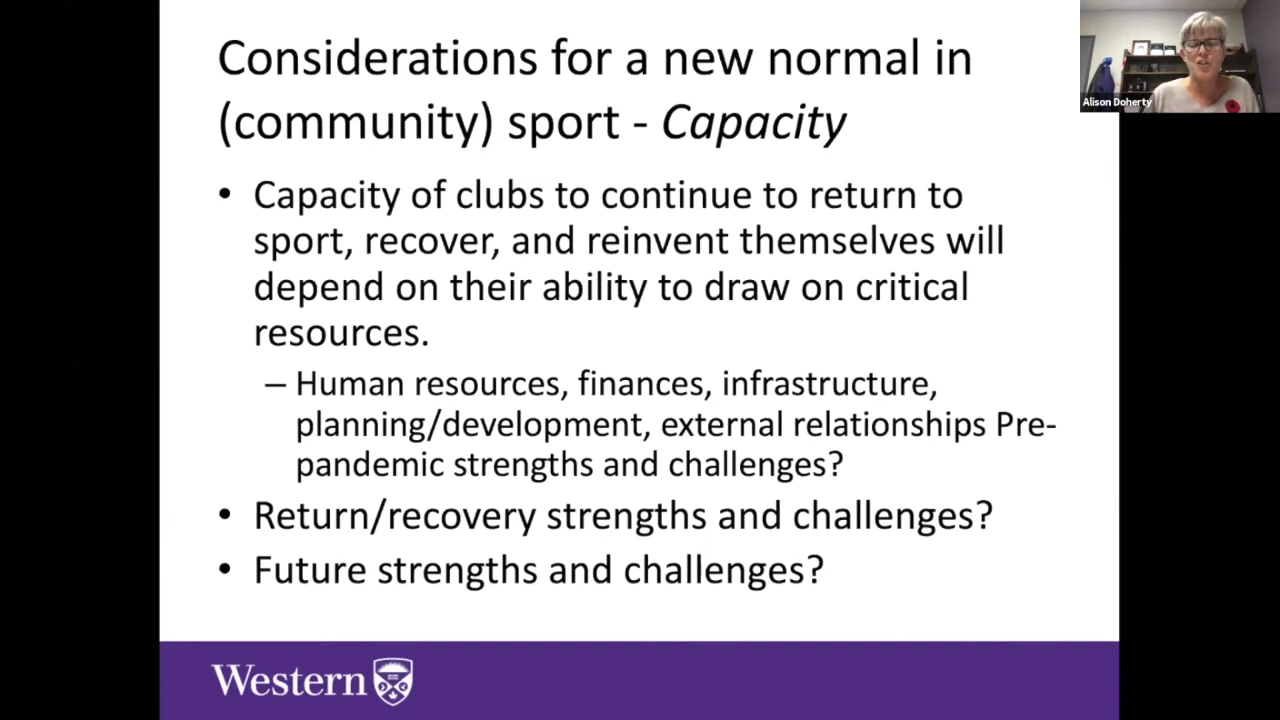 Considerations for a new normal in
(community) sport - Capacity
• Capacity of clubs to continue to return to
sport, recover, and reinvent themselves will
depend on their ability to draw on critical
resources.
– Human resources, finances, infrastructure,
planning/development, external relationships Pre-
pandemic strengths and challenges?
• Return/recovery strengths and challenges?
• Future strengths and challenges?
Western
Alison Doherty